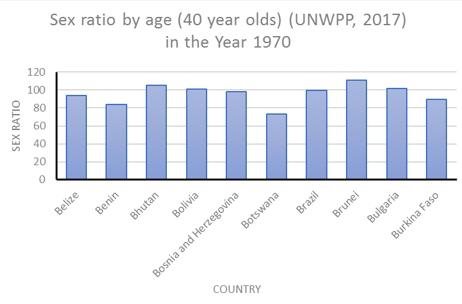 Sex ratio by age (40 year olds) (UNWPP, 2017)
in the Year 1970
SEX RATIO
120
100
80
60
40
20
0
Belize
Benin
Bhutan
Bolivia
Bosnia and Herzegovina
Botswana
Brazil
Brunei
Bulgaria
Burkina Faso
COUNTRY